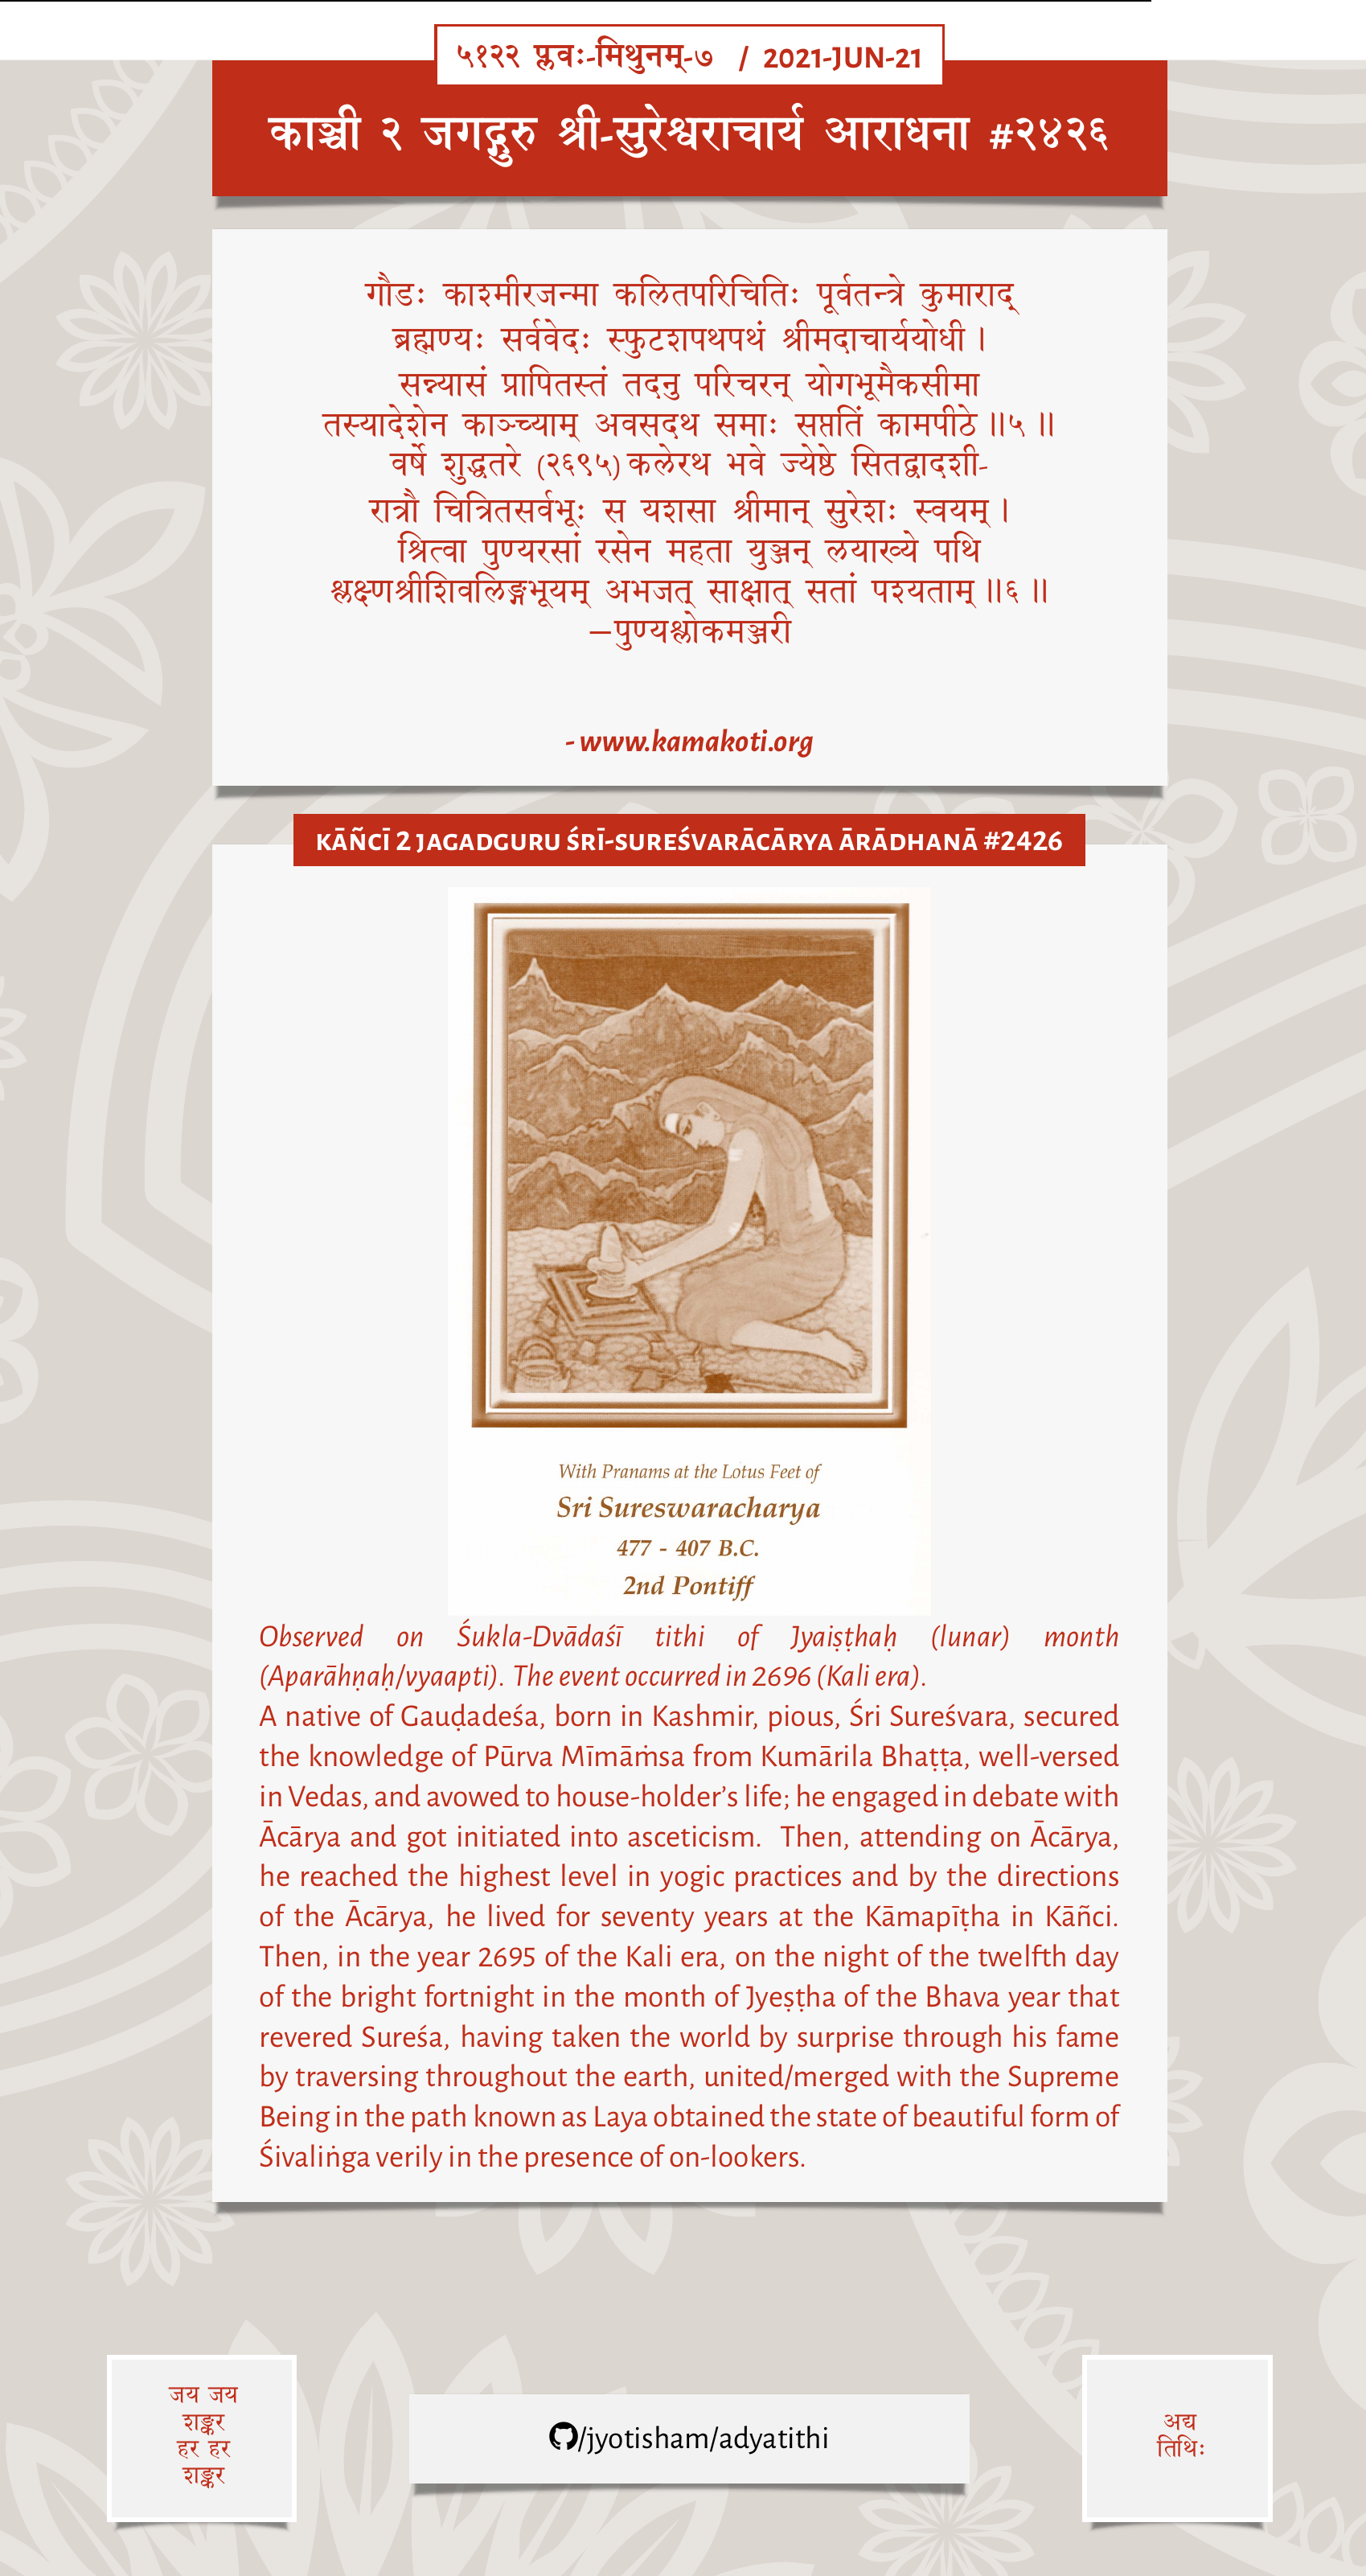 ५१२२ प्लवः-मिथुनम्-७ / 2021-JUN-21
काञ्ची २ जगद्गुरु श्री-सुरेश्वराचार्य आराधना #२४२६
गौडः काश्मीरजन्मा कलितपरिचितिः पूर्वतन्त्रे कुमाराद्
ब्रह्मण्यः सर्ववेदः स्फुटशपथपथं श्रीमदाचार्ययोधी ।
सन्न्यासं प्रापितस्तं तदनु परिचरन् योगभूमैकसीमा
तस्यादेशेन काञ्च्याम् अवसदथ समाः सप्ततिं कामपीठे ॥५ ॥
वर्षे शुद्धतरे (२६९५) कलेरथ भवे ज्येष्ठे सितद्वादशी-
रात्रौ चित्रितसर्वभूः स यशसा श्रीमान् सुरेशः स्वयम् ।
श्रित्वा पुण्यरसां रसेन महता युञ्जन् लयाख्ये पथि
श्लक्ष्णश्रीशिवलिङ्गभूयम् अभजत् साक्षात् सतां पश्यताम् ॥६ ॥
—पुण्यश्लोकमञ्जरी
- www.kamakoti.org
KĀÑCĪ 2 JAGADGURU ŚRĪ-SUREŚVARĀCĀRYA ĀRĀDHANĀ #2426
With Pranams at the Lotus Feet of
Sri Sureswaracharya
477 - 407 B.C.
2nd Pontiff
Observed on Śukla-Dvādaśī tithi of Jyaiṣṭhaḥ (lunar) month
(Aparāhṇaḥ/vyaapti). The event occurred in 2696 (Kali era).
A native of Gauḍadeśa, born in Kashmir, pious, Śri Sureśvara, secured
the knowledge of Pūrva Mīmāṁsa from Kumārila Bhaṭṭa, well-versed
in Vedas, and avowed to house-holder’s life; he engaged in debate with
Ācārya and got initiated into asceticism. Then, attending on Ācārya,
he reached the highest level in yogic practices and by the directions
of the Ācārya, he lived for seventy years at the Kāmapīṭha in Kāñci.
Then, in the year 2695 of the Kali era, on the night of the twelfth day
of the bright fortnight in the month of Jyeṣṭha of the Bhava year that
revered Sureśa, having taken the world by surprise through his fame
by traversing throughout the earth, united/merged with the Supreme
Being in the path known as Laya obtained the state of beautiful form of
Śivaliṅga verily in the presence of on-lookers.
जय जय
शङ्कर
हर हर
शङ्कर
/jyotisham/adyatithi
अद्य
तिथिः